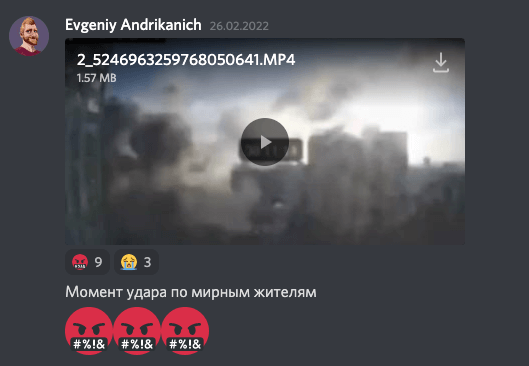 Evgeniy Andrikanich 26.02.2022
2_5246963259768050641.MP4
1.57 MB
9 3
Момент удара по мирным жителям
#%!& #%!& #%!&